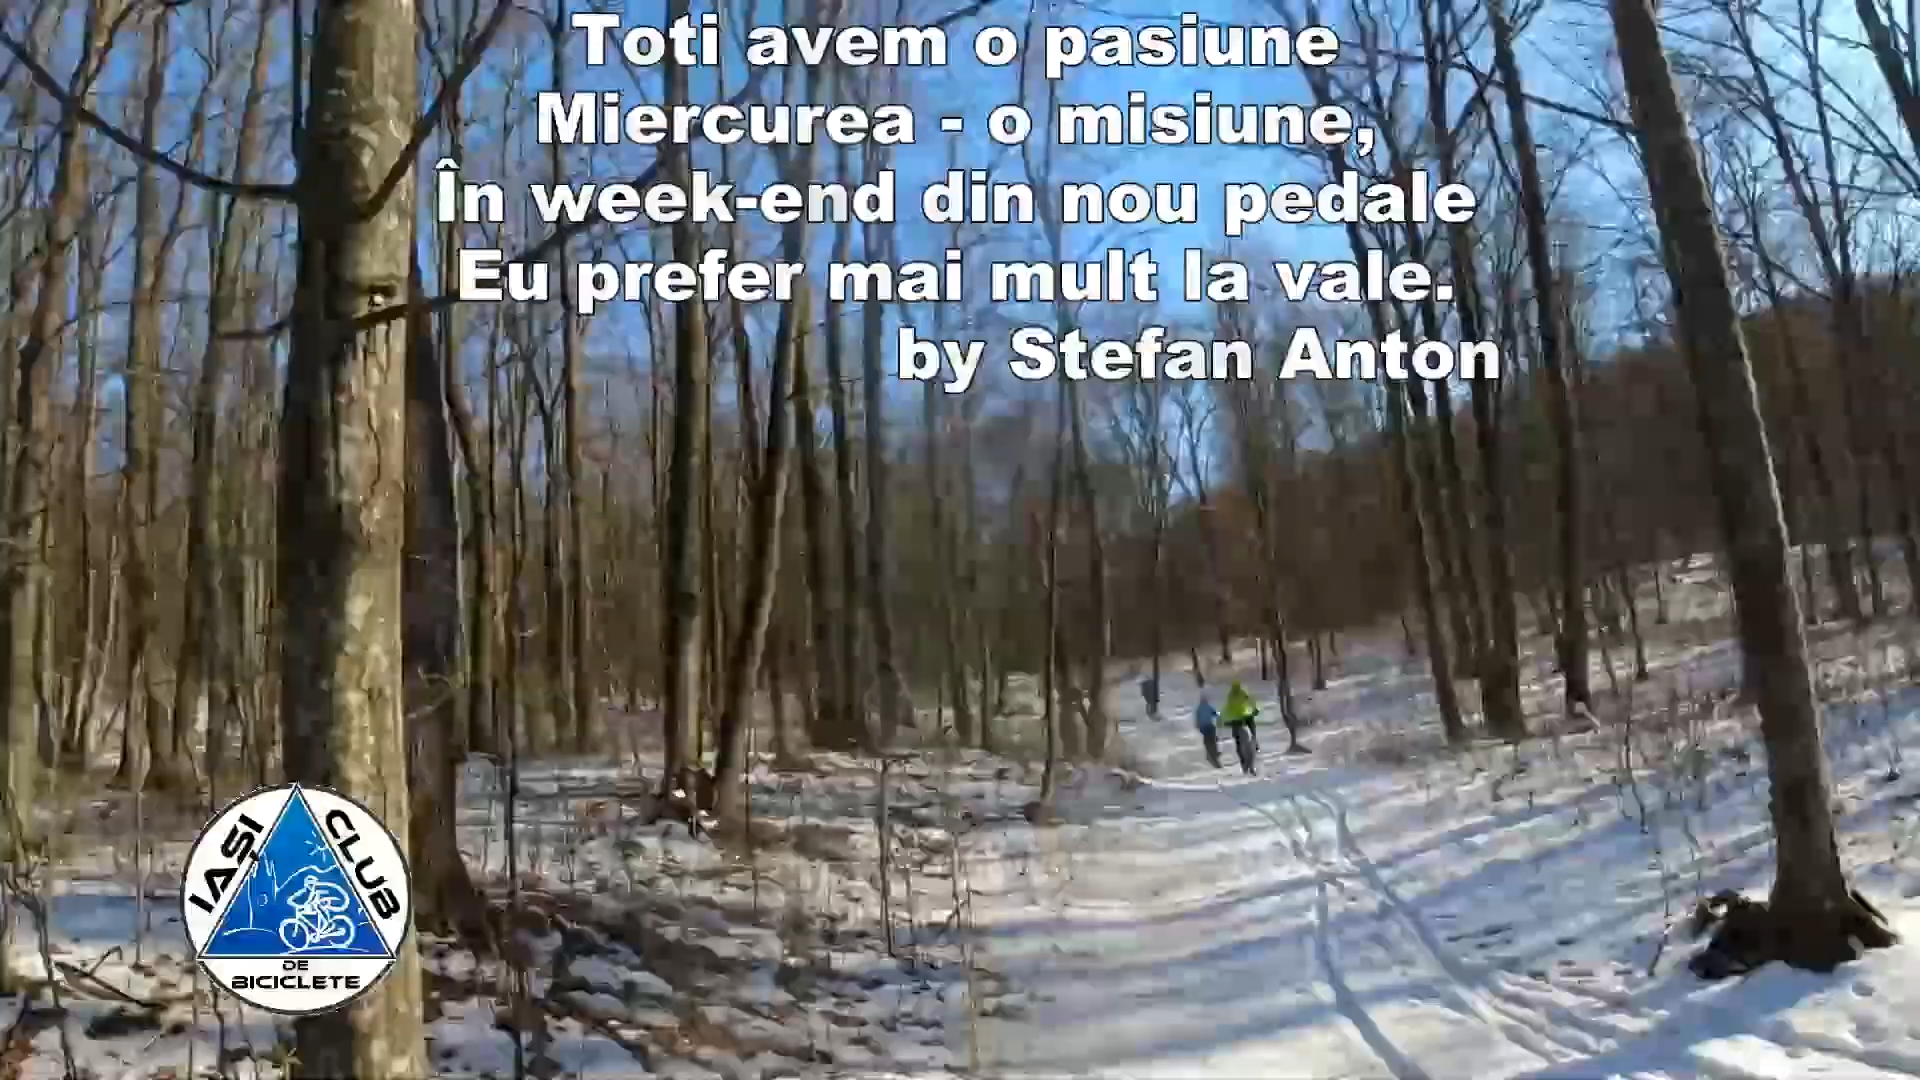 Toti avem o pasiune
Miercurea - o misiune,
În week-end din nou pedale
Eu prefer mai mult la vale.
by Stefan Anton
IAȘI CLUB
DE
BICICLETE